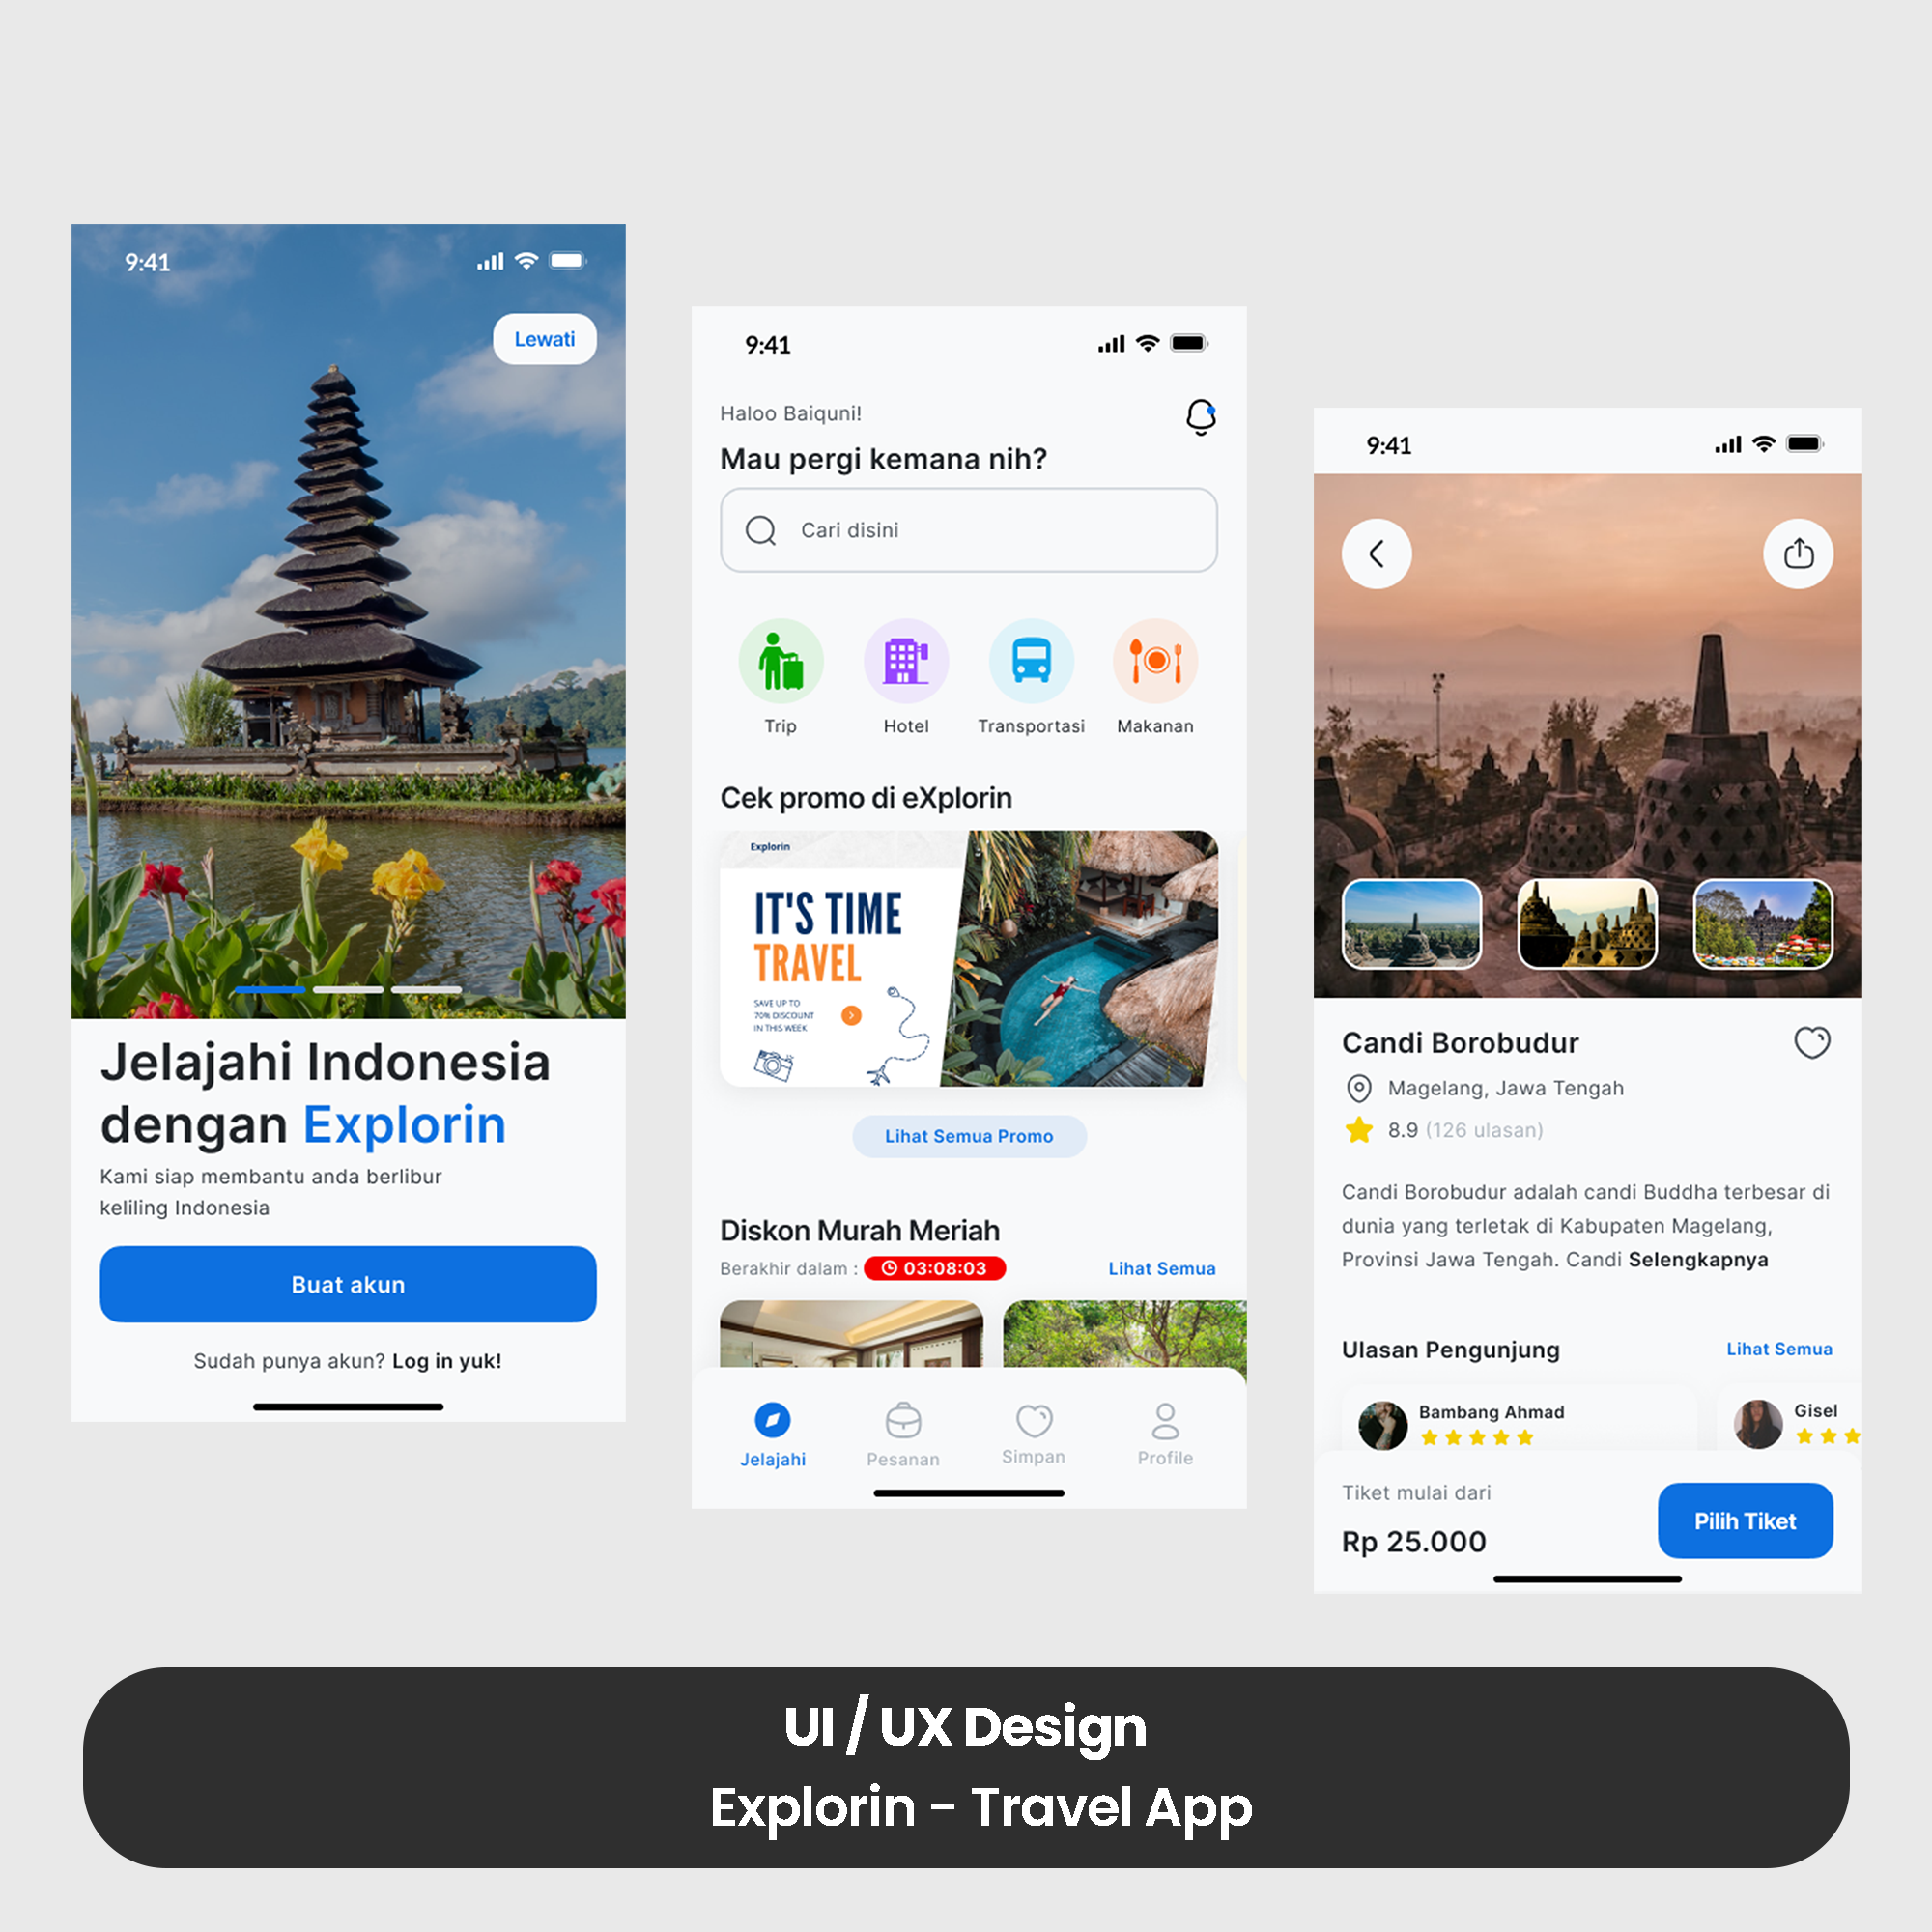 9:41
Lewati
Jelajahi Indonesia
dengan Explorin
Kami siap membantu anda berlibur
keliling Indonesia
Buat akun
Sudah punya akun? Log in yuk!
9:41
Haloo Baiquni!
Mau pergi kemana nih?
Cari disini
Trip
Hotel
Transportasi
Makanan
Cek promo di eXplorin
Explorin
IT'S TIME
TRAVEL
SAVE UP TO
70% DISCOUNT
IN THIS WEEK
Lihat Semua Promo
Diskon Murah Meriah
Berakhir dalam : 03:08:03
Lihat Semua
Jelajahi
Pesanan
Simpan
Profile
9:41
Candi Borobudur
Magelang, Jawa Tengah
8.9 (126 ulasan)
Candi Borobudur adalah candi Buddha terbesar di
dunia yang terletak di Kabupaten Magelang,
Provinsi Jawa Tengah. Candi Selengkapnya
Ulasan Pengunjung
Lihat Semua
Bambang Ahmad
Gisel
Tiket mulai dari
Rp 25.000
Pilih Tiket
UI / UX Design
Explorin - Travel App